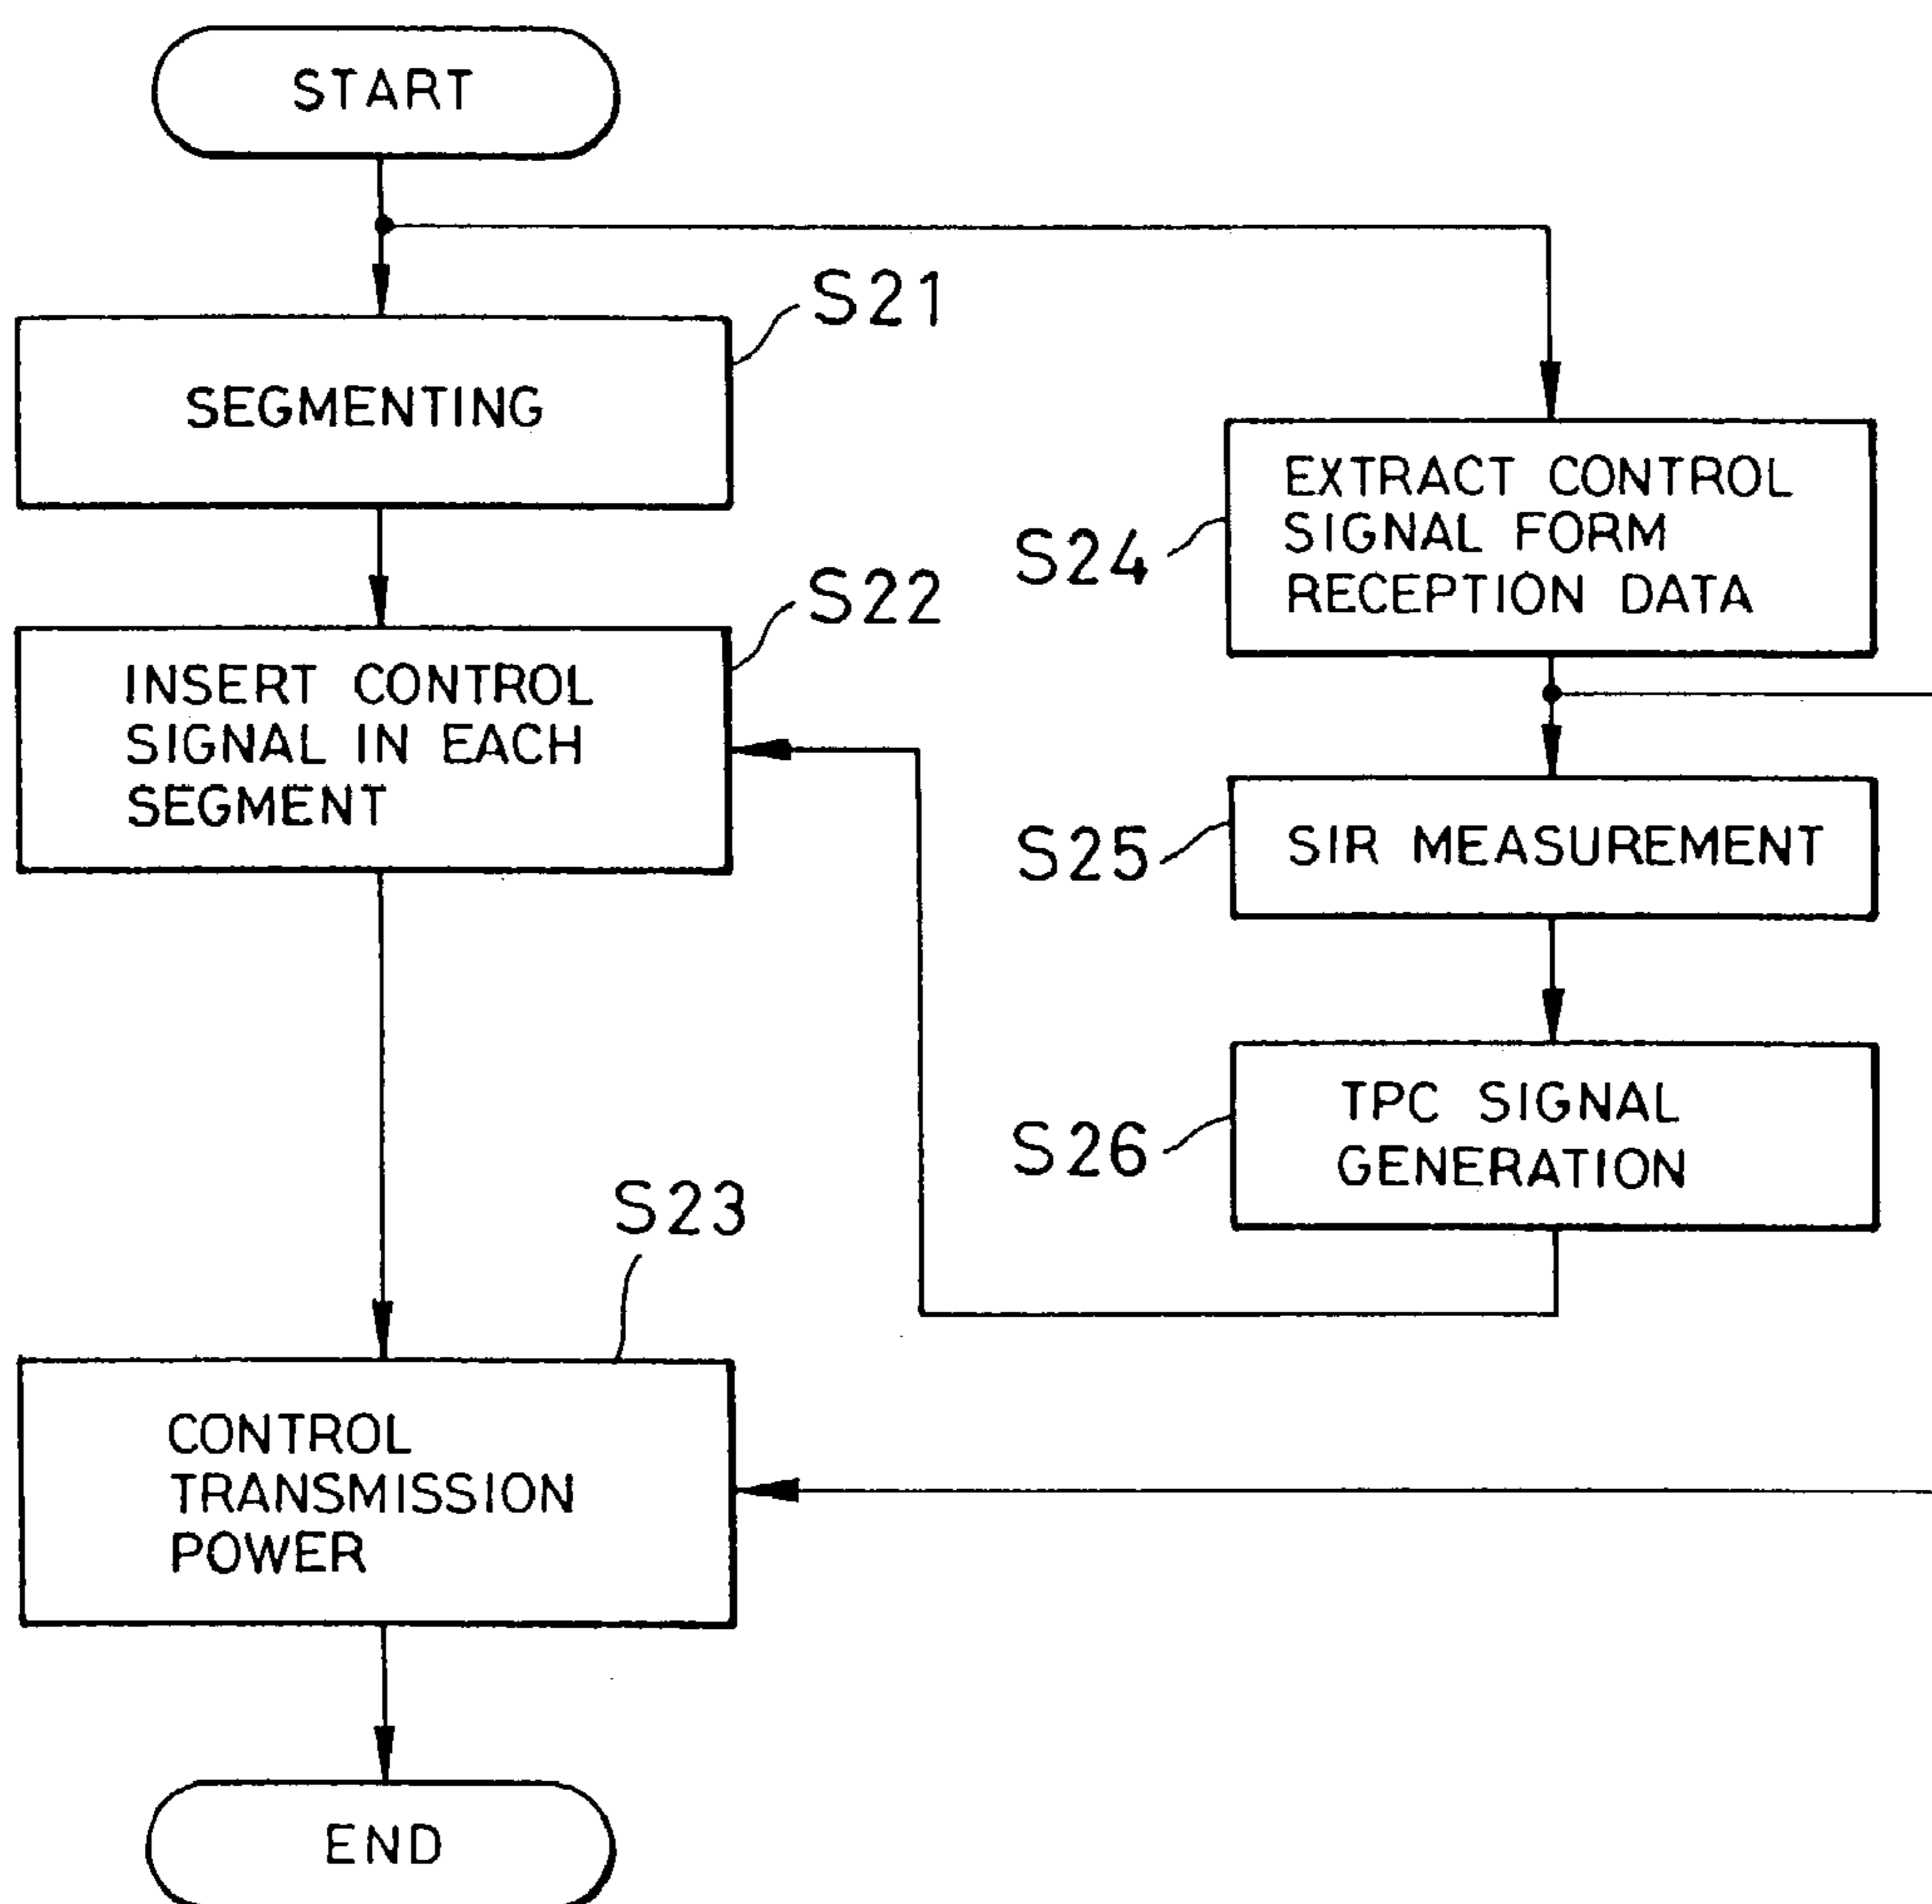 START
S21
SEGMENTING
S22
INSERT CONTROL
SIGNAL IN EACH
SEGMENT
S23
CONTROL
TRANSMISSION
POWER
END
S24
EXTRACT CONTROL
SIGNAL FORM
RECEPTION DATA
S25
SIR MEASUREMENT
S26
TPC SIGNAL
GENERATION